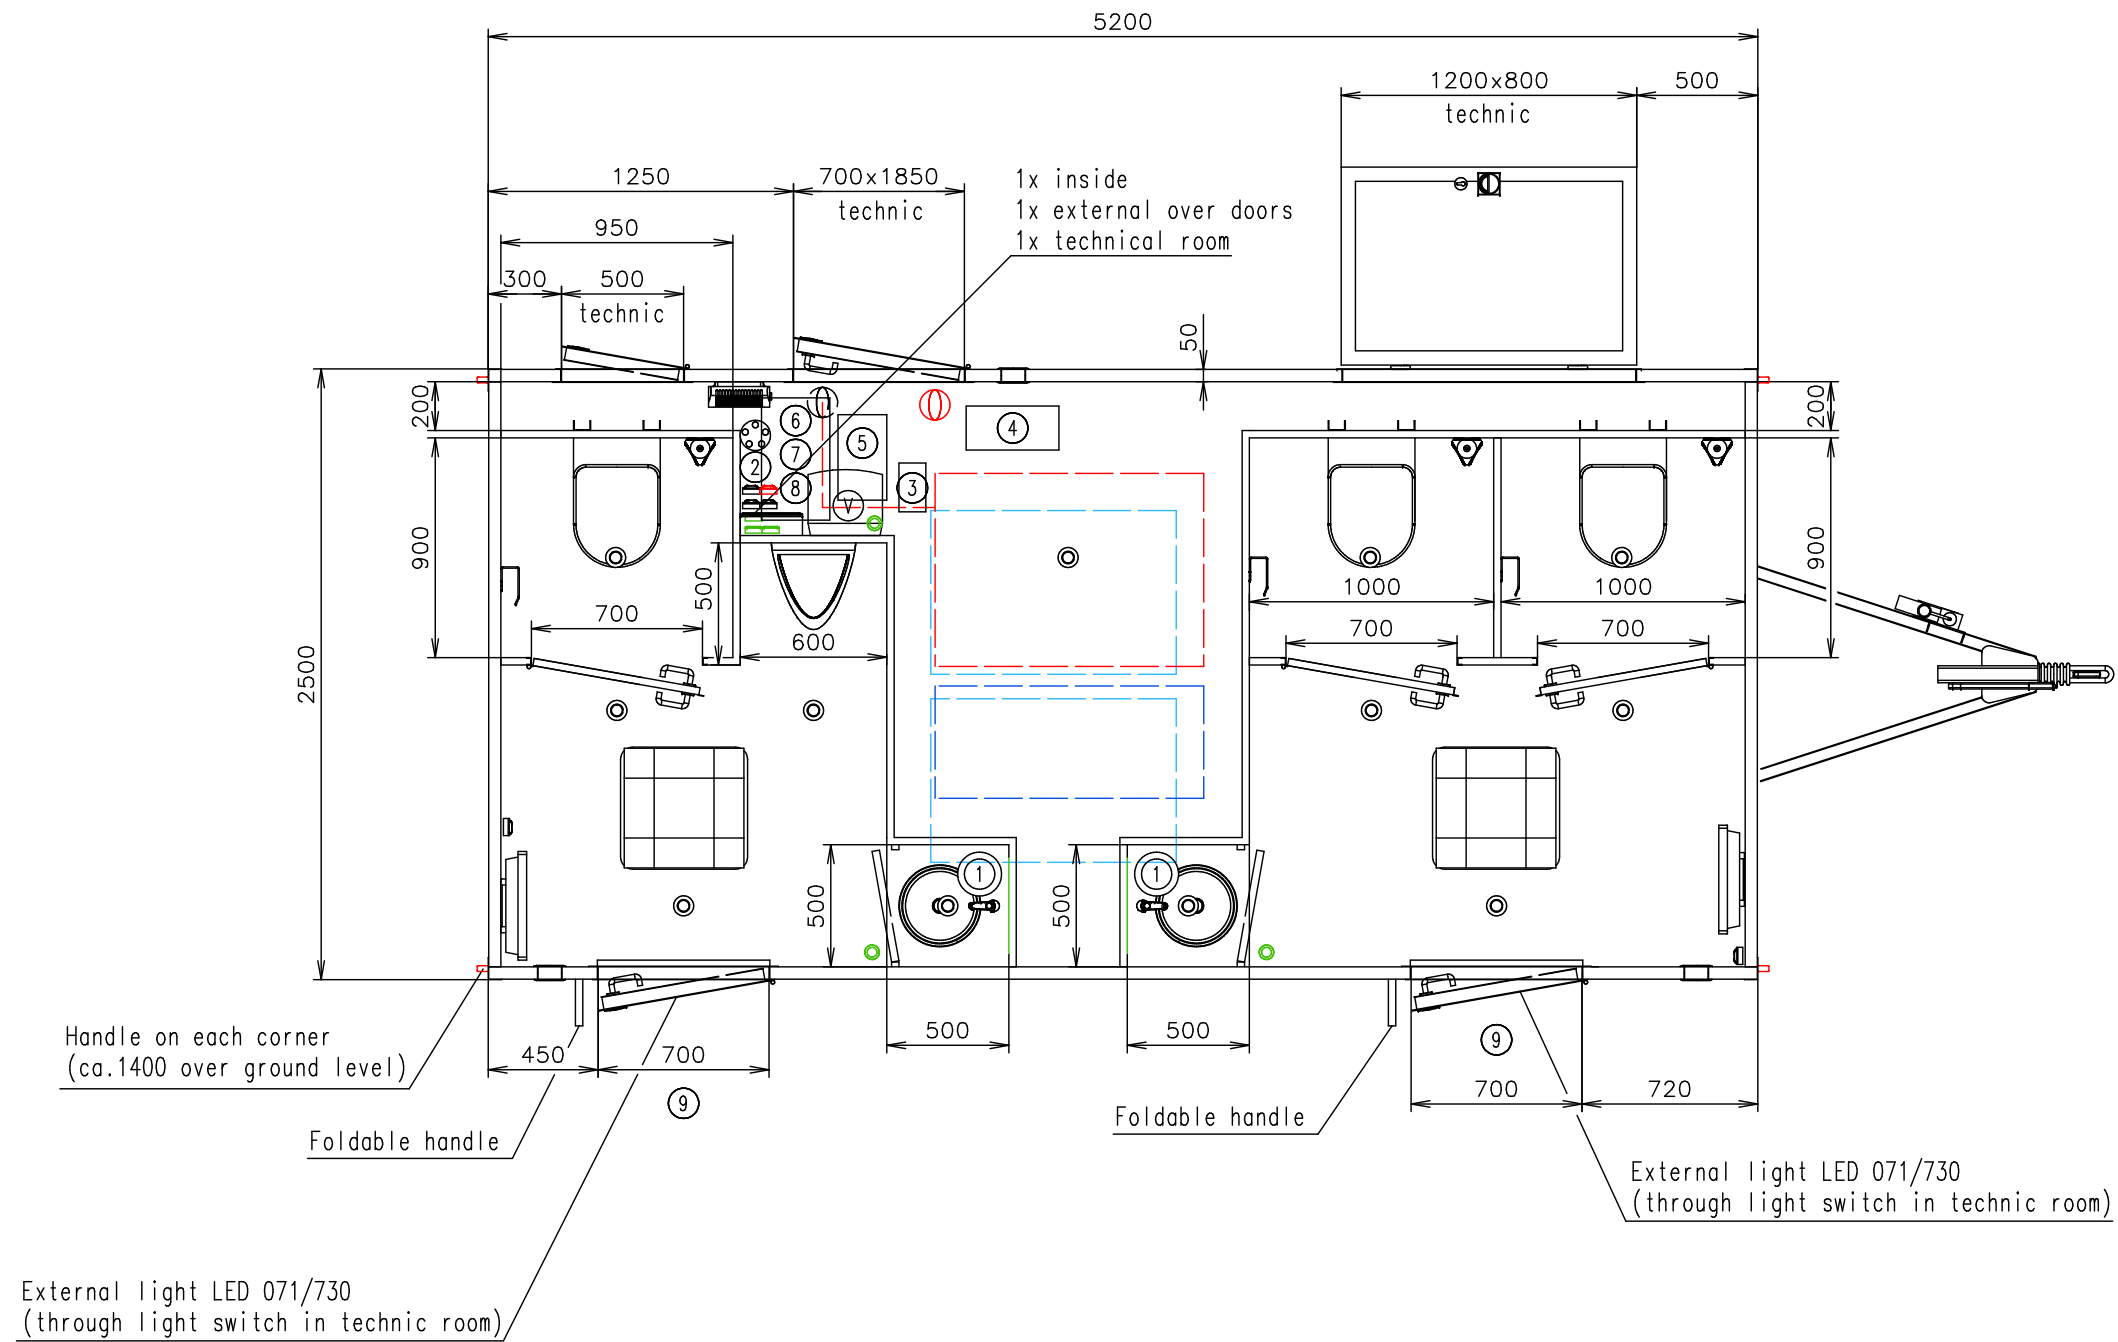 5200
1200x800
500
technic
1250
700x1850
technic
1x inside
1x external over doors
1x technical room
950
300
500
technic
50
200
200
6
5
4
7
2
8
3
V
900
500
900
700
600
1000
1000
700
700
2500
500
1
1
500
Handle on each corner
(ca.1400 over ground level)
450
700
500
500
9
700
720
9
Foldable handle
Foldable handle
External light LED 071/730
(through light switch in technic room)
External light LED 071/730
(through light switch in technic room)